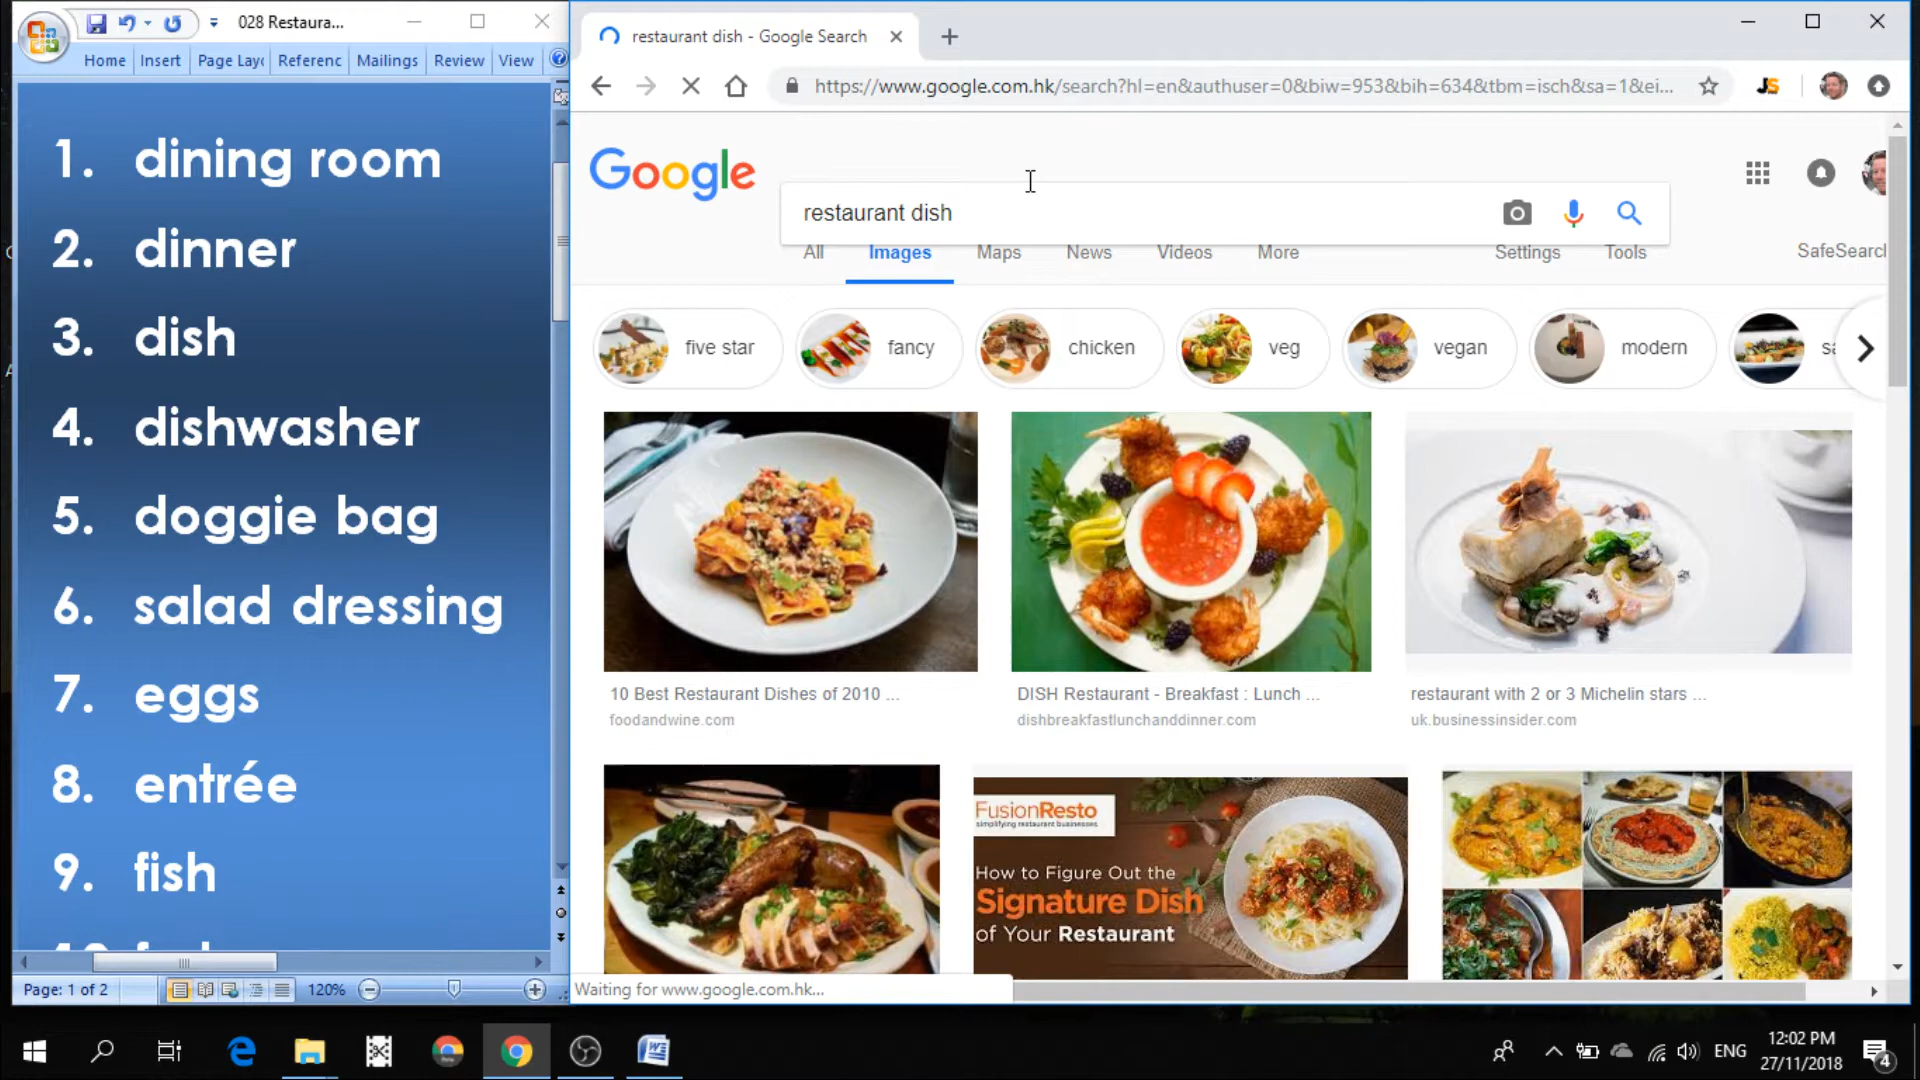 028 Restaura...
Home Insert Page Layo Referenc Mailings Review View
1. dining room
2. dinner
3. dish
4. dishwasher
5. doggie bag
6. salad dressing
7. eggs
8. entrée
9. fish
Page: 1 of 2
120%
restaurant dish - Google Search
https://www.google.com.hk/search?hl=en&authuser=0&biw=953&bih=634&tbm=isch&sa=1&ei...
JS
Google
restaurant dish
All Images Maps News Videos More Settings Tools SafeSearch
five star fancy chicken veg vegan modern sa
10 Best Restaurant Dishes of 2010 ...
foodandwine.com
DISH Restaurant - Breakfast : Lunch ...
dishbreakfastlunchanddinner.com
restaurant with 2 or 3 Michelin stars ...
uk.businessinsider.com
FusionResto
simplifying restaurant businesses
How to Figure Out the
Signature Dish
of Your Restaurant
Waiting for www.google.com.hk...
ENG
12:02 PM
27/11/2018
4